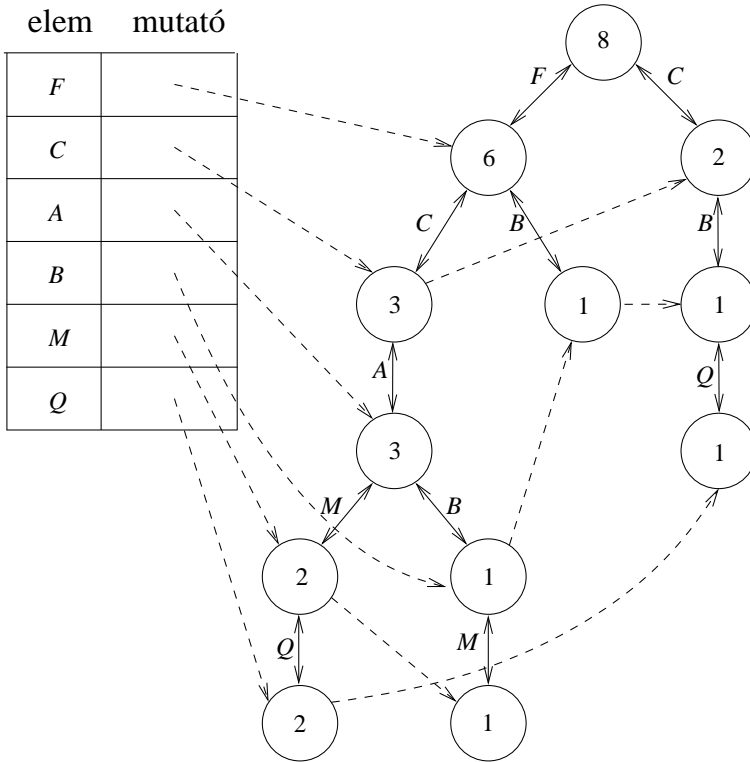 elem mutató
8
F
F C
C
6 2
A
C B B
B
3 1 1
M
A Q
Q
3 1
M B
2 1
Q M
2 1